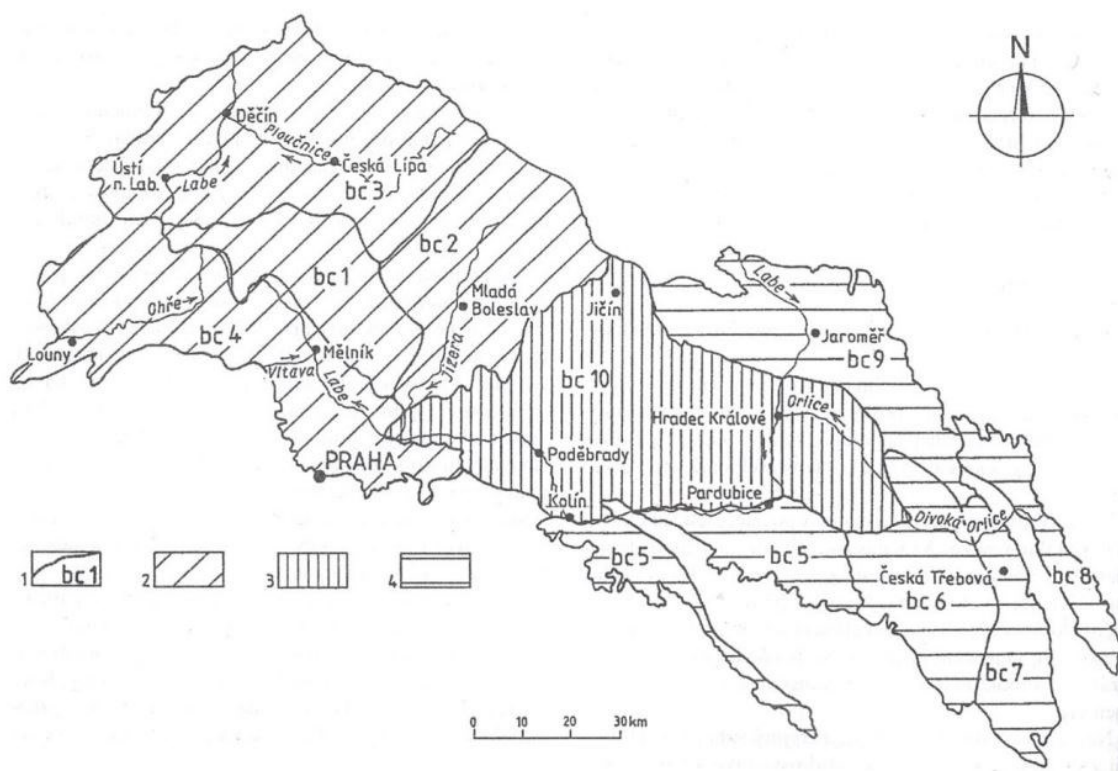 N
Děčín
Ploučnice
Ústí
n. Lab.
Labe
Česká Lípa
bc 3
bc 2
bc 1
Ohře
Mladá
Boleslav
Jizera
Louny
bc 4
Mělník
Vltava
Labe
PRAHA
Labe
Jičín
Jaroměř
bc 9
bc 10
Orlice
Hradec Králové
Poděbrady
Kolín
Pardubice
Divoká Orlice
bc 5
bc 5
Česká Třebová
bc 6
bc 8
bc 7
1 bc 1
2
3
4
0 10 20 30 km